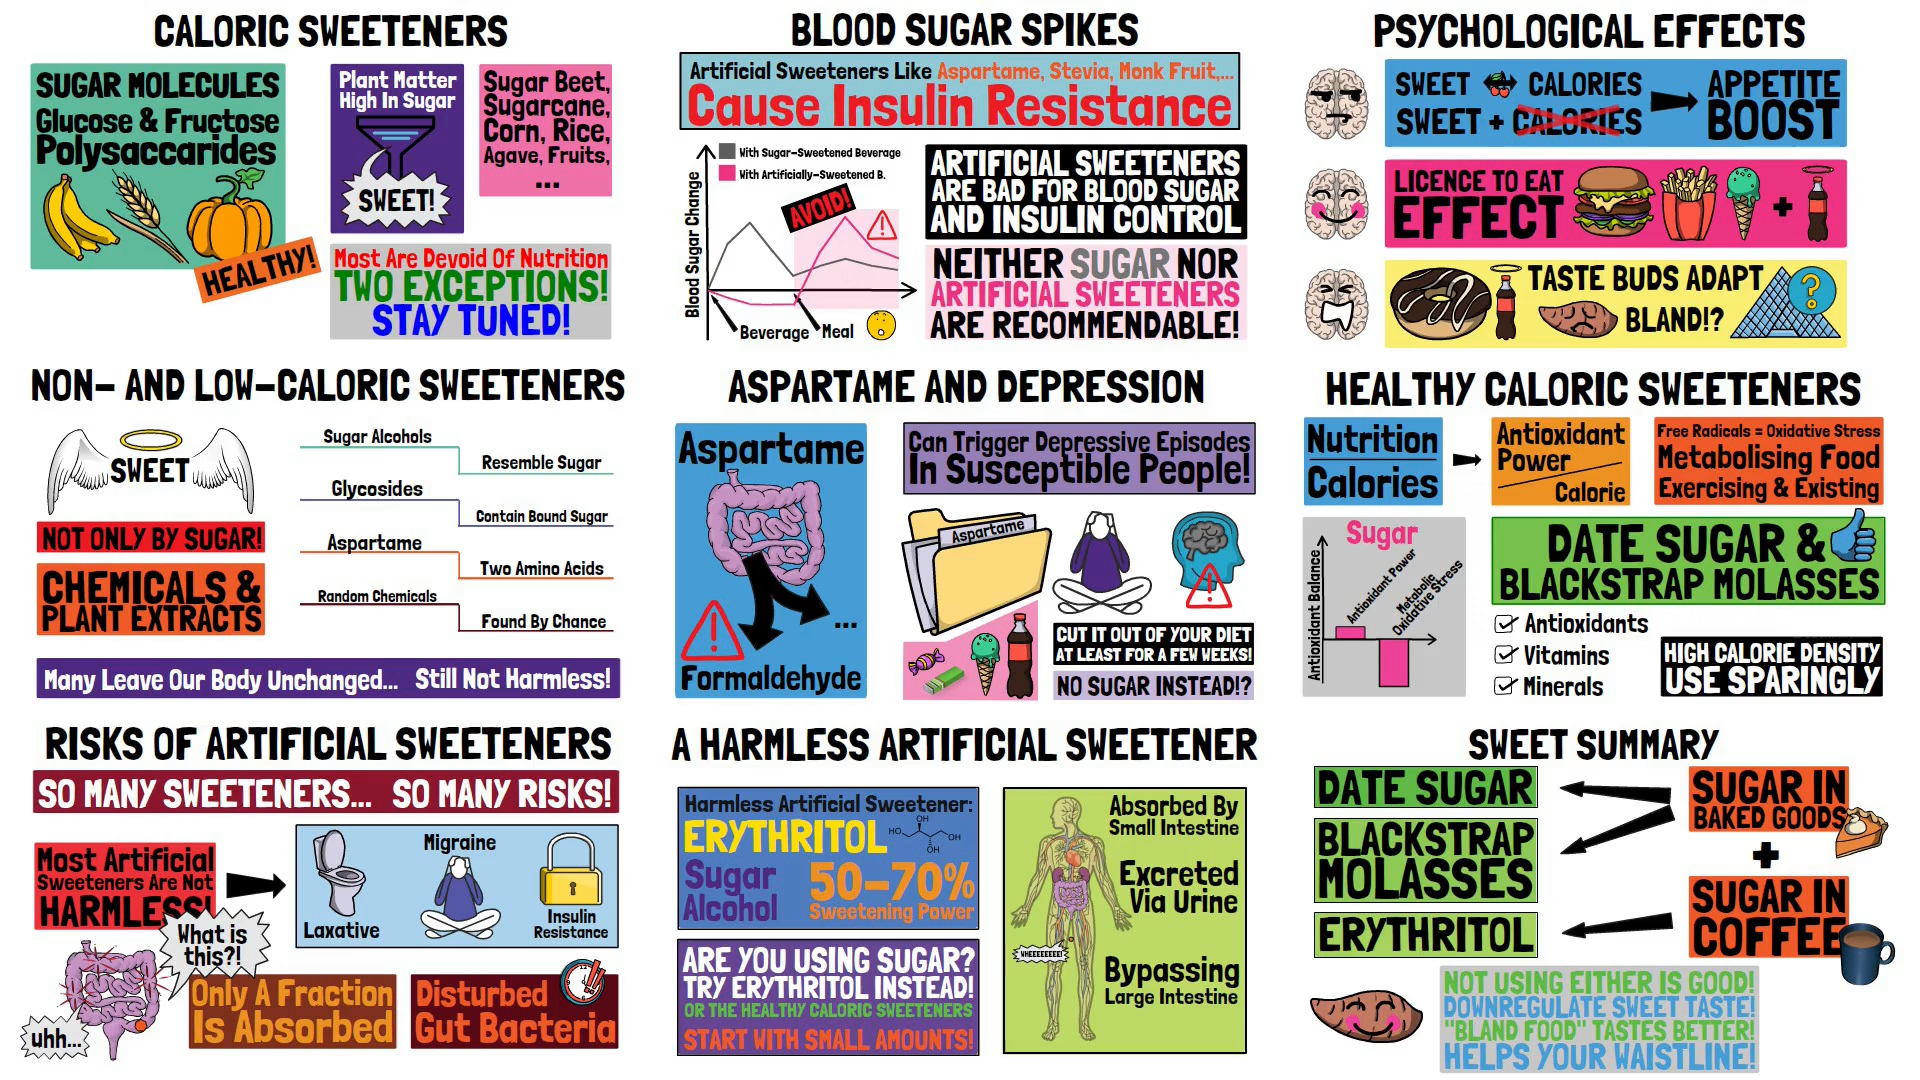 CALORIC SWEETENERS
SUGAR MOLECULES
Glucose & Fructose
Polysaccarides
HEALTHY!
Plant Matter
High In Sugar
SWEET!
Sugar Beet,
Sugarcane,
Corn, Rice,
Agave, Fruits,
...
Most Are Devoid Of Nutrition
TWO EXCEPTIONS!
STAY TUNED!
BLOOD SUGAR SPIKES
Artificial Sweeteners Like Aspartame, Stevia, Monk Fruit,...
Cause Insulin Resistance
Blood Sugar Change
With Sugar-Sweetened Beverage
With Artificially-Sweetened B.
AVOID!
Beverage
Meal
ARTIFICIAL SWEETENERS
ARE BAD FOR BLOOD SUGAR
AND INSULIN CONTROL
NEITHER SUGAR NOR
ARTIFICIAL SWEETENERS
ARE RECOMMENDABLE!
PSYCHOLOGICAL EFFECTS
SWEET CALORIES
SWEET + CALORIES
APPETITE
BOOST
LICENCE TO EAT
EFFECT
+
TASTE BUDS ADAPT
BLAND!?
?
NON- AND LOW-CALORIC SWEETENERS
SWEET
NOT ONLY BY SUGAR!
CHEMICALS &
PLANT EXTRACTS
Sugar Alcohols
Resemble Sugar
Glycosides
Contain Bound Sugar
Aspartame
Two Amino Acids
Random Chemicals
Found By Chance
Many Leave Our Body Unchanged... Still Not Harmless!
ASPARTAME AND DEPRESSION
Aspartame
...
Formaldehyde
Can Trigger Depressive Episodes
In Susceptible People!
Aspartame
CUT IT OUT OF YOUR DIET
AT LEAST FOR A FEW WEEKS!
NO SUGAR INSTEAD!?
HEALTHY CALORIC SWEETENERS
Nutrition
Calories
Antioxidant
Power
Calorie
Free Radicals = Oxidative Stress
Metabolising Food
Exercising & Existing
Sugar
Antioxidant Balance
Antioxidant Power
Metabolic
Oxidative Stress
DATE SUGAR &
BLACKSTRAP MOLASSES
Antioxidants
Vitamins
Minerals
HIGH CALORIE DENSITY
USE SPARINGLY
RISKS OF ARTIFICIAL SWEETENERS
SO MANY SWEETENERS... SO MANY RISKS!
Most Artificial
Sweeteners Are Not
HARMLESS!
Laxative
Migraine
Insulin
Resistance
What is
this?!
uhh...
Only A Fraction
Is Absorbed
Disturbed
Gut Bacteria
A HARMLESS ARTIFICIAL SWEETENER
Harmless Artificial Sweetener:
ERYTHRITOL
HO
OH
OH
OH
Sugar
Alcohol
50-70%
Sweetening Power
ARE YOU USING SUGAR?
TRY ERYTHRITOL INSTEAD!
OR THE HEALTHY CALORIC SWEETENERS
START WITH SMALL AMOUNTS!
Absorbed By
Small Intestine
Excreted
Via Urine
WHEEEEEEEE!
Bypassing
Large Intestine
SWEET SUMMARY
DATE SUGAR
BLACKSTRAP
MOLASSES
ERYTHRITOL
SUGAR IN
BAKED GOODS
+
SUGAR IN
COFFEE
NOT USING EITHER IS GOOD!
DOWNREGULATE SWEET TASTE!
"BLAND FOOD" TASTES BETTER!
HELPS YOUR WAISTLINE!